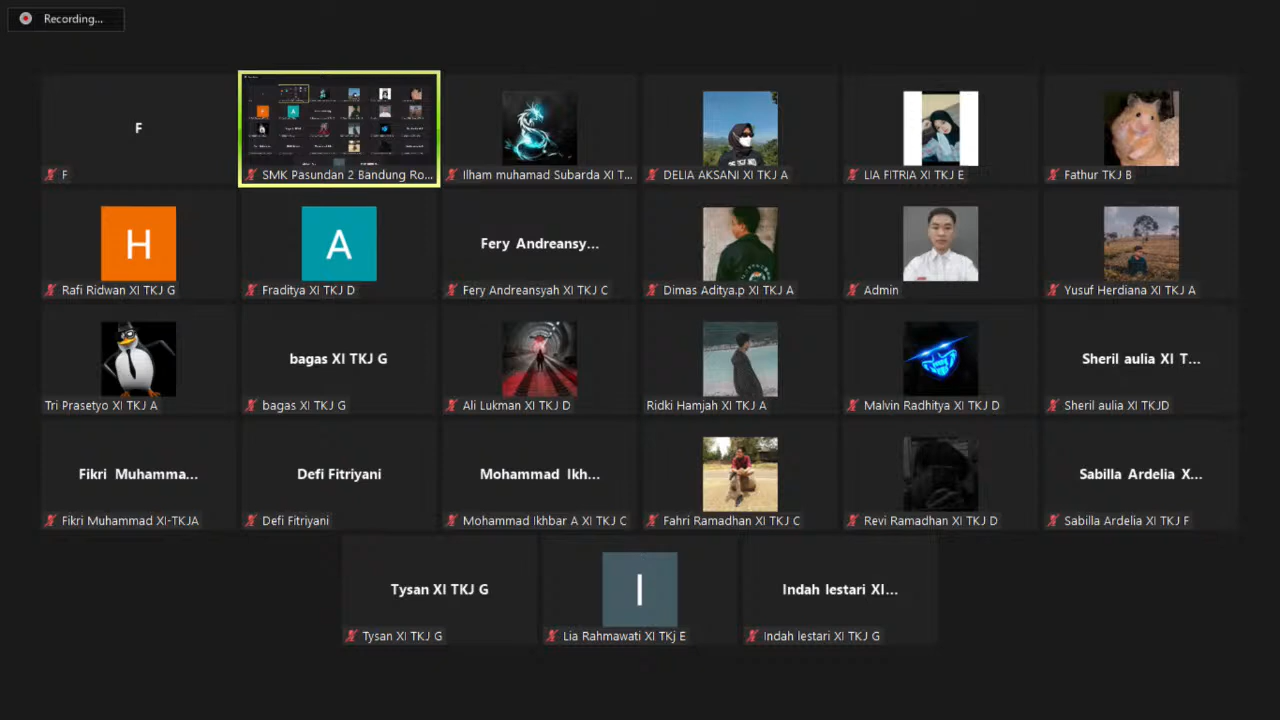 Recording...
F
F
SMK Pasundan 2 Bandung Ro...
Ilham muhamad Subarda XI T...
DELIA AKSANI XI TKJ A
LIA FITRIA XI TKJ E
Fathur TKJ B
H
Rafi Ridwan XI TKJ G
A
Fraditya XI TKJ D
Fery Andreansy...
Fery Andreansyah XI TKJ C
Dimas Aditya.p XI TKJ A
Admin
Yusuf Herdiana XI TKJ A
Tri Prasetyo XI TKJ A
bagas XI TKJ G
bagas XI TKJ G
Ali Lukman XI TKJ D
Ridki Hamjah XI TKJ A
Malvin Radhitya XI TKJ D
Sheril aulia XI T...
Sheril aulia XI TKJD
Fikri Muhamma...
Fikri Muhammad XI-TKJA
Defi Fitriyani
Defi Fitriyani
Mohammad Ikh...
Mohammad Ikhbar A XI TKJ C
Fahri Ramadhan XI TKJ C
Revi Ramadhan XI TKJ D
Sabilla Ardelia X...
Sabilla Ardelia XI TKJ F
Tysan XI TKJ G
Tysan XI TKJ G
I
Lia Rahmawati XI TKj E
Indah lestari XI...
Indah lestari XI TKJ G